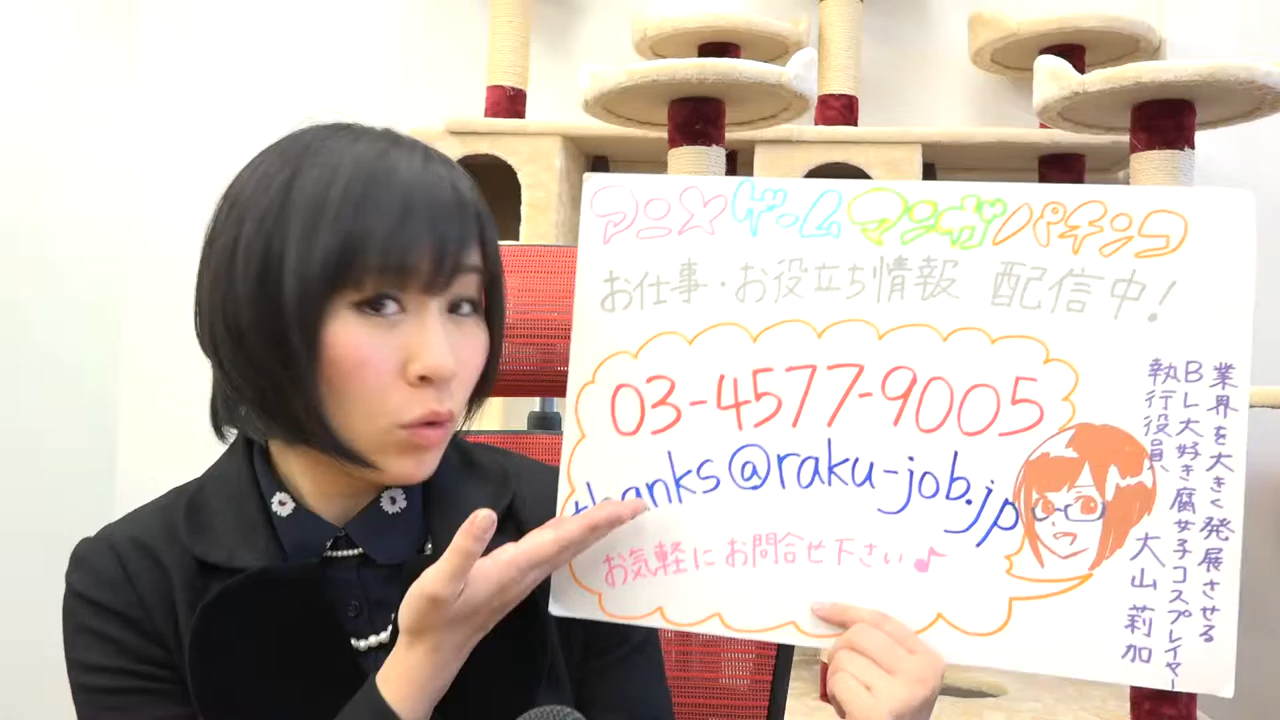 アニメ ゲーム マンガ パチンコ
お仕事・お役立ち情報 配信中!
03-4577-9005
thanks@raku-job.jp
お気軽にお問合せ下さい♪
業界を大きく発展させる
BL大好き腐女子コスプレイヤー
執行役員 大山 莉加